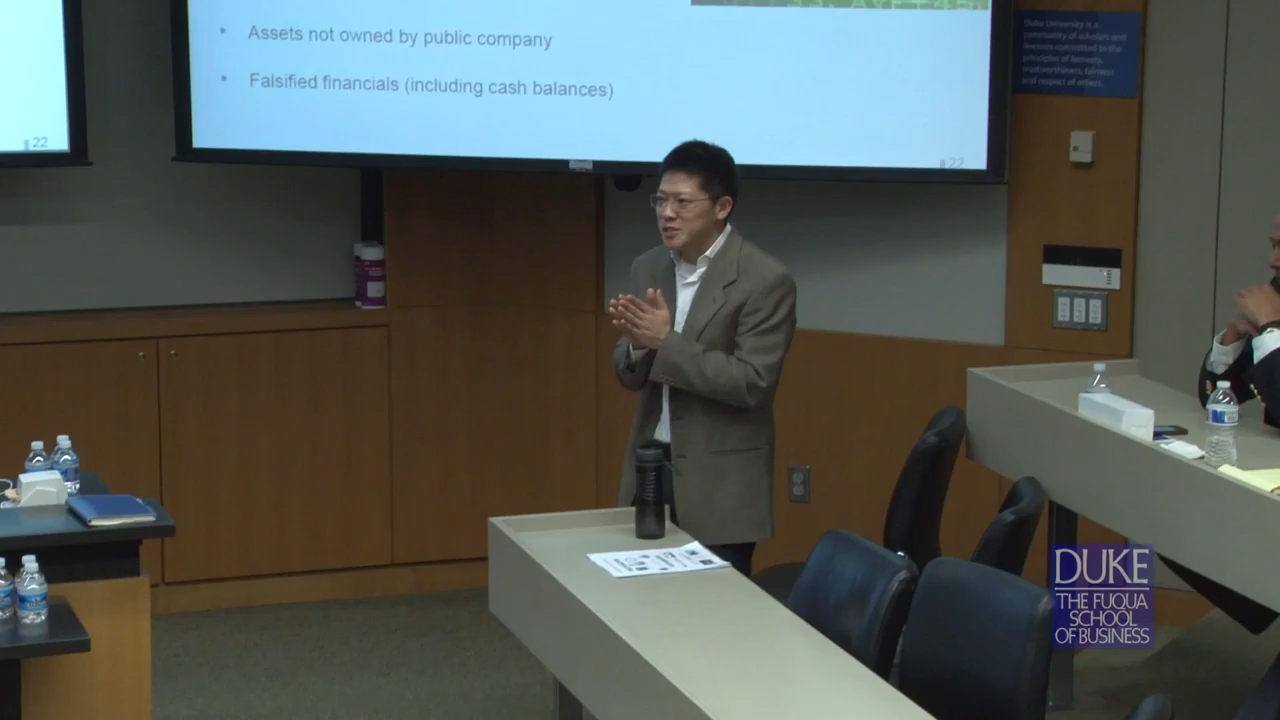 Assets not owned by public company
Falsified financials (including cash balances)
22
22
Duke University is a
community of scholars and
learners committed to the
principles of honesty,
trustworthiness, fairness
and respect of others.
DUKE
THE FUQUA
SCHOOL
OF BUSINESS